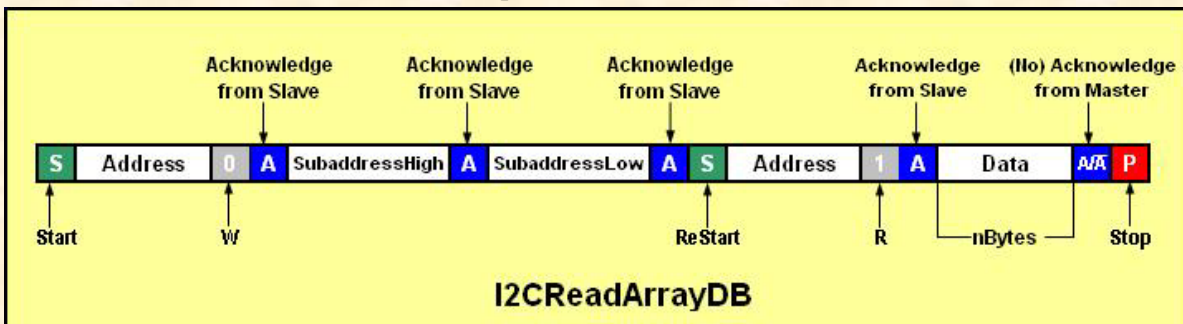 Acknowledge from Slave
Acknowledge from Slave
Acknowledge from Slave
Acknowledge from Slave
(No) Acknowledge from Master
S Address 0 A SubaddressHigh A SubaddressLow A S Address 1 A Data A/A̅ P
Start W ReStart R nBytes Stop
I2CReadArrayDB